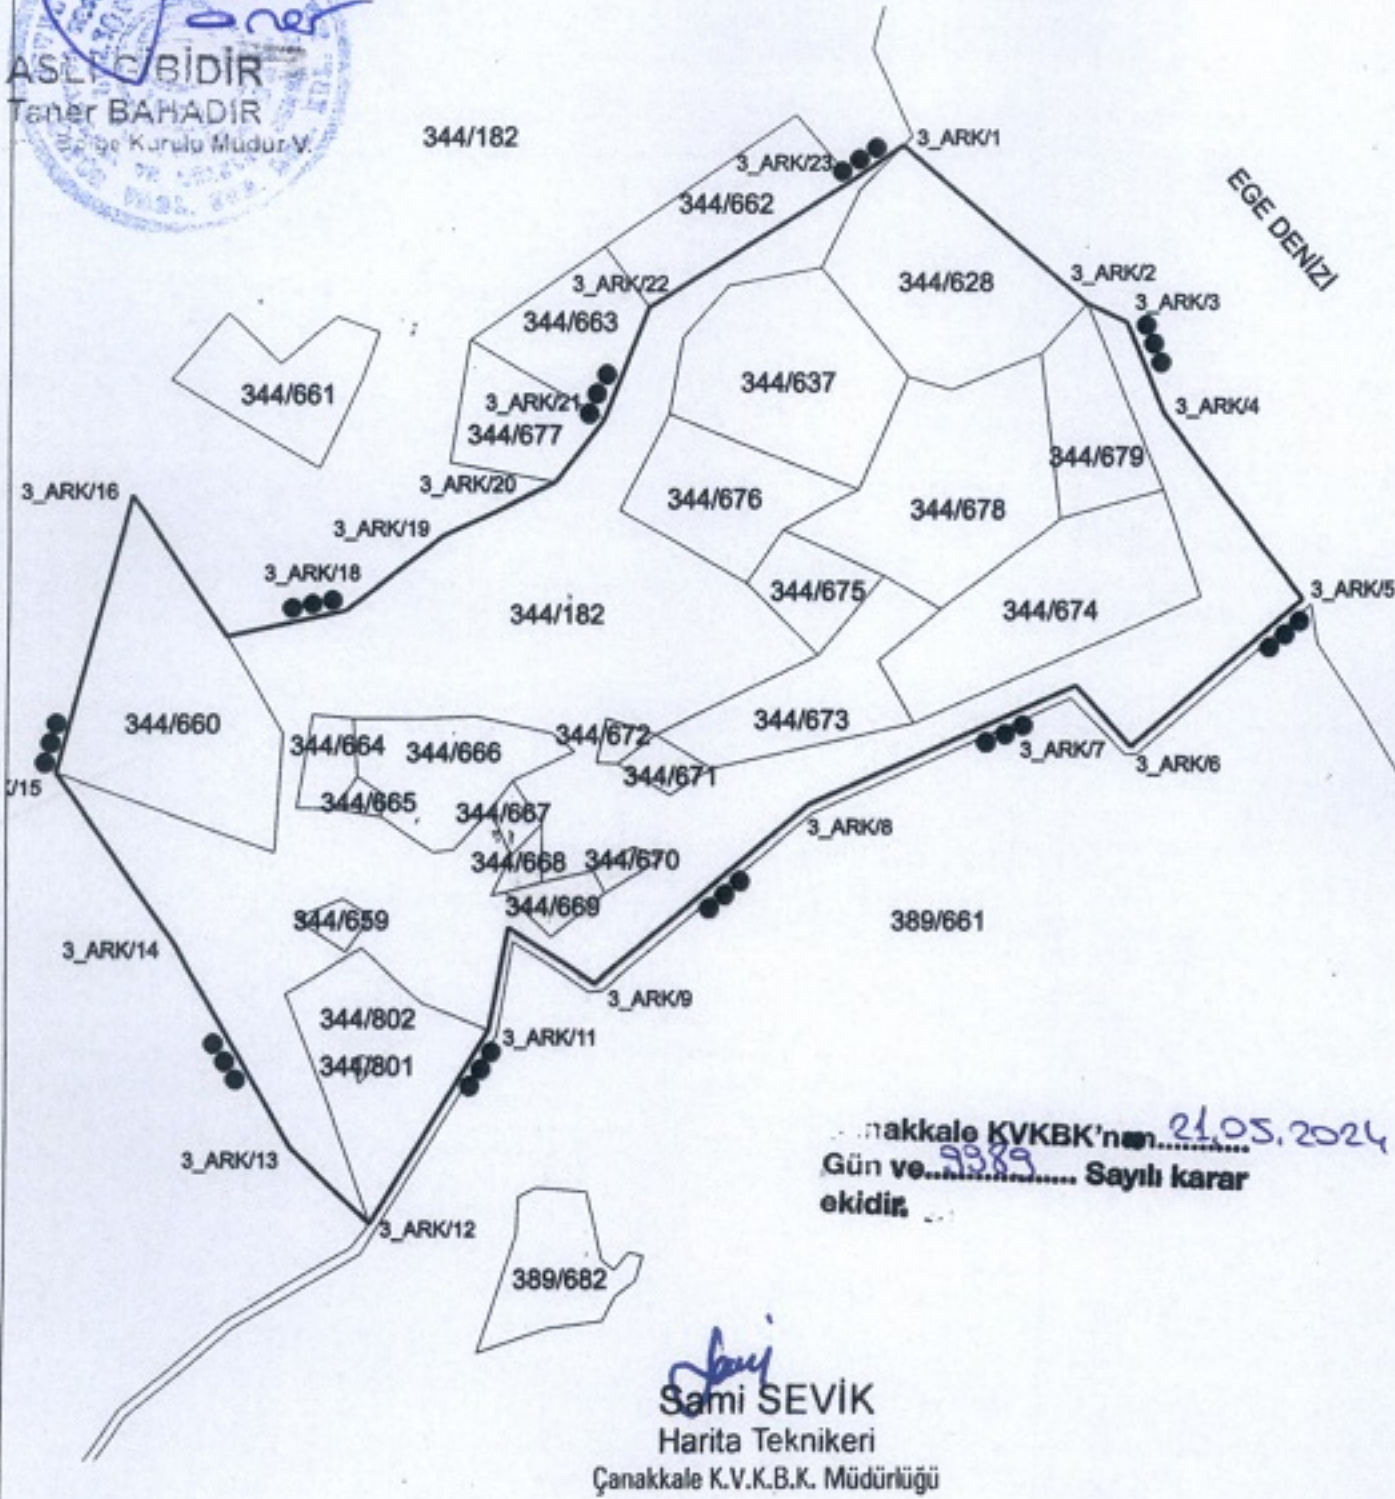 aner
ASLI GİBİDİR
Taner BAHADIR
Bölge Kurulu Müdür V.
344/182
3_ARK/23
3_ARK/1
344/662
EGE DENİZİ
3_ARK/22
344/628
3_ARK/2
3_ARK/3
344/663
344/661
344/637
3_ARK/21
3_ARK/4
344/677
344/679
3_ARK/20
3_ARK/16
344/676
344/678
3_ARK/19
3_ARK/18
344/675
3_ARK/5
344/182
344/674
344/660
344/664
344/666
344/672
344/673
3_ARK/7
3_ARK/6
344/671
/15
344/665
344/667
3_ARK/8
344/668
344/670
344/669
344/659
389/661
3_ARK/14
3_ARK/9
344/802
3_ARK/11
344/801
3_ARK/13
3_ARK/12
389/682
nakkale KVKBK'nın 21.05.2024
Gün ve 9989 Sayılı karar
ekidir.
Sami SEVİK
Harita Teknikeri
Çanakkale K.V.K.B.K. Müdürlüğü